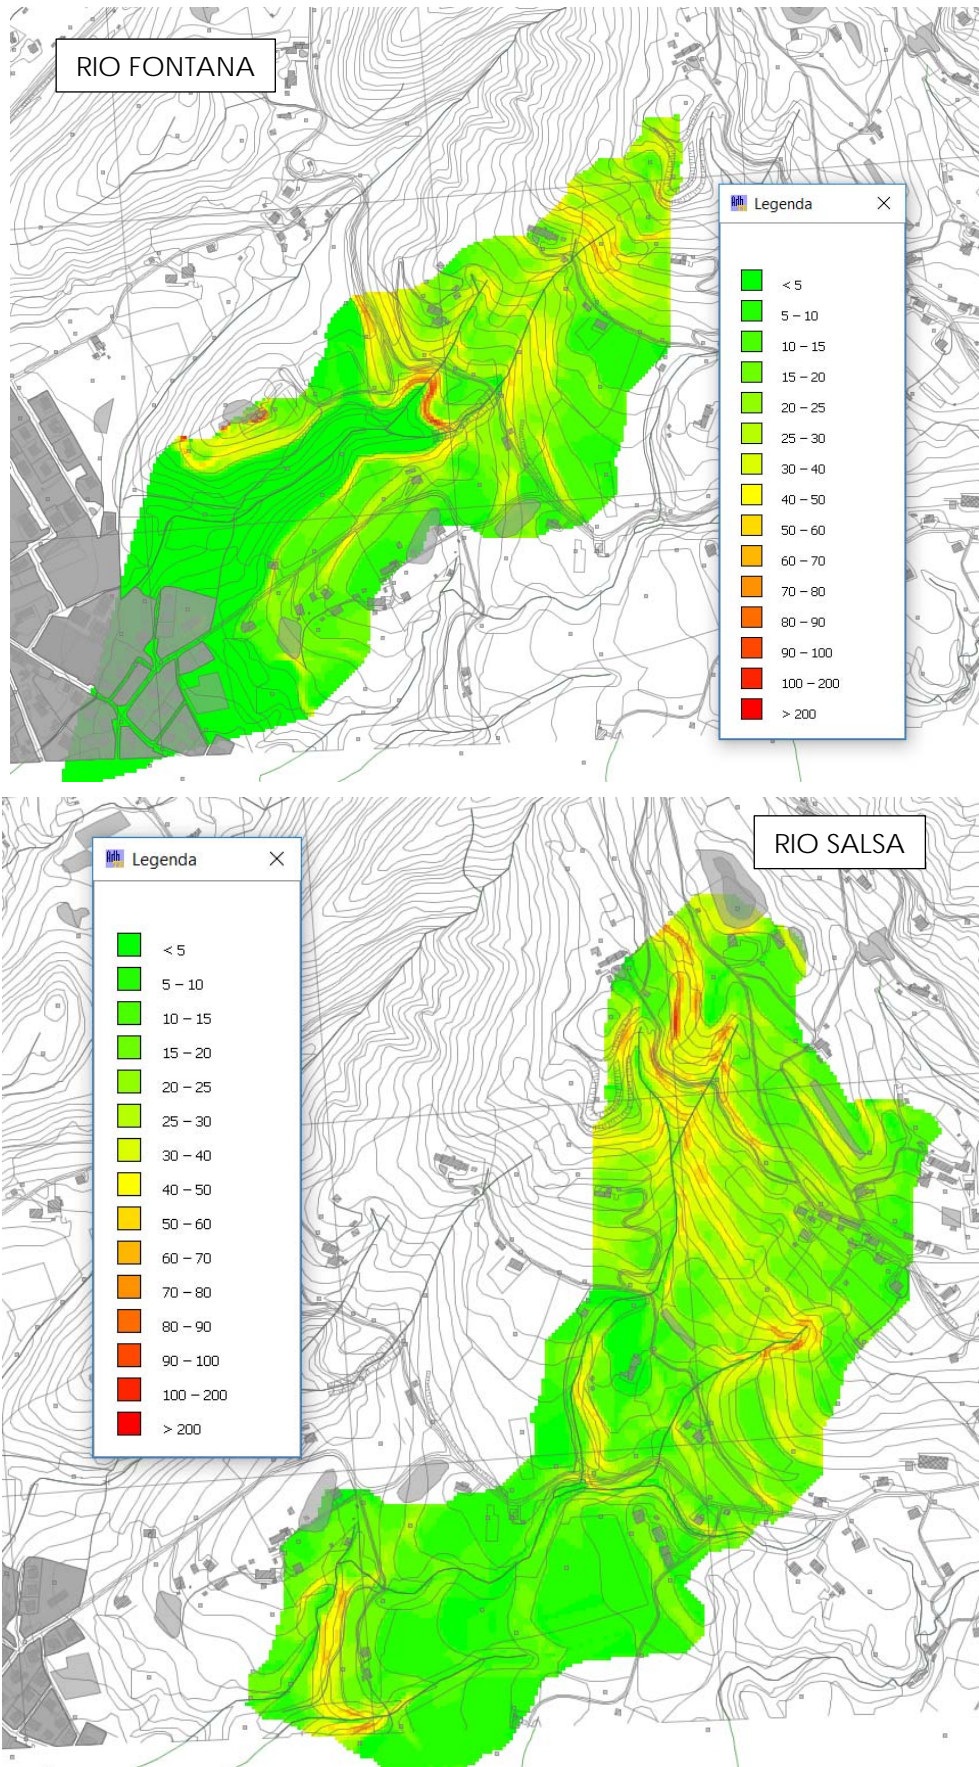 RIO FONTANA
Legenda
< 5
5 – 10
10 – 15
15 – 20
20 – 25
25 – 30
30 – 40
40 – 50
50 – 60
60 – 70
70 – 80
80 – 90
90 – 100
100 – 200
> 200
RIO SALSA
Legenda
< 5
5 – 10
10 – 15
15 – 20
20 – 25
25 – 30
30 – 40
40 – 50
50 – 60
60 – 70
70 – 80
80 – 90
90 – 100
100 – 200
> 200